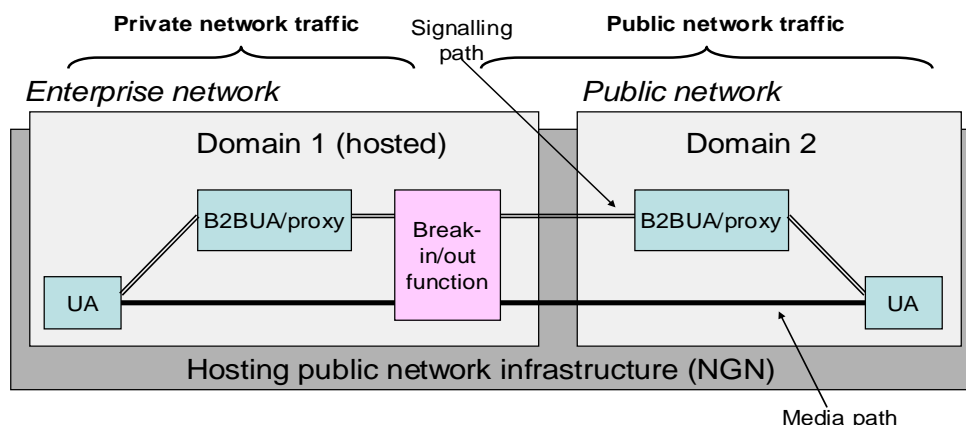 Private network traffic
Signalling
path
Public network traffic
Enterprise network
Public network
Domain 1 (hosted)
Domain 2
B2BUA/proxy
Break-
in/out
function
B2BUA/proxy
UA
UA
Hosting public network infrastructure (NGN)
Media path